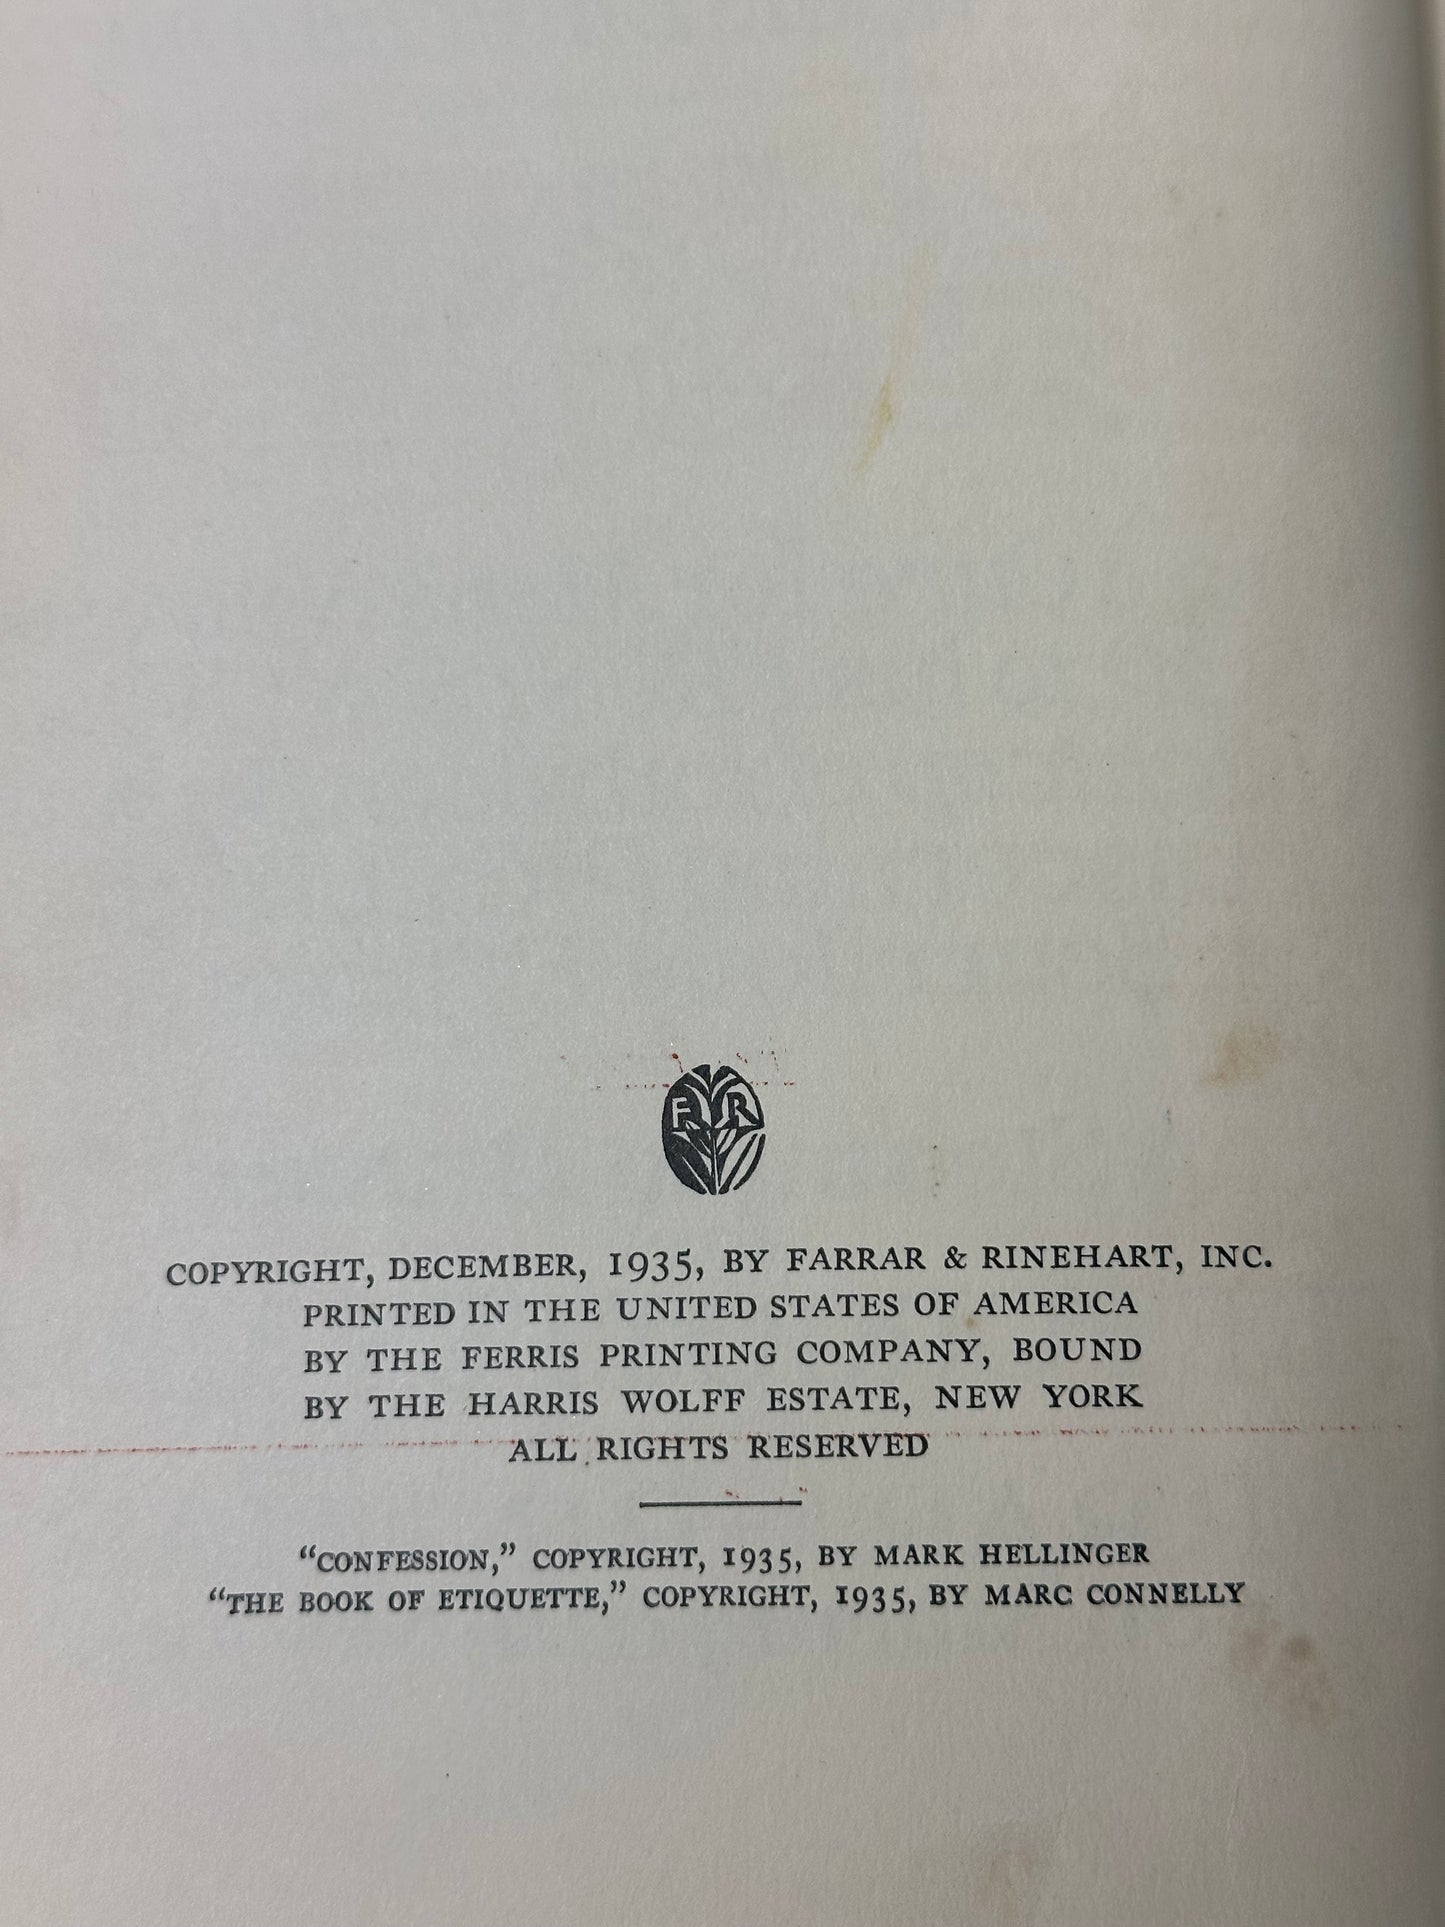 F R
COPYRIGHT, DECEMBER, 1935, BY FARRAR & RINEHART, INC.
PRINTED IN THE UNITED STATES OF AMERICA
BY THE FERRIS PRINTING COMPANY, BOUND
BY THE HARRIS WOLFF ESTATE, NEW YORK
ALL RIGHTS RESERVED
“CONFESSION,” COPYRIGHT, 1935, BY MARK HELLINGER
“THE BOOK OF ETIQUETTE,” COPYRIGHT, 1935, BY MARC CONNELLY